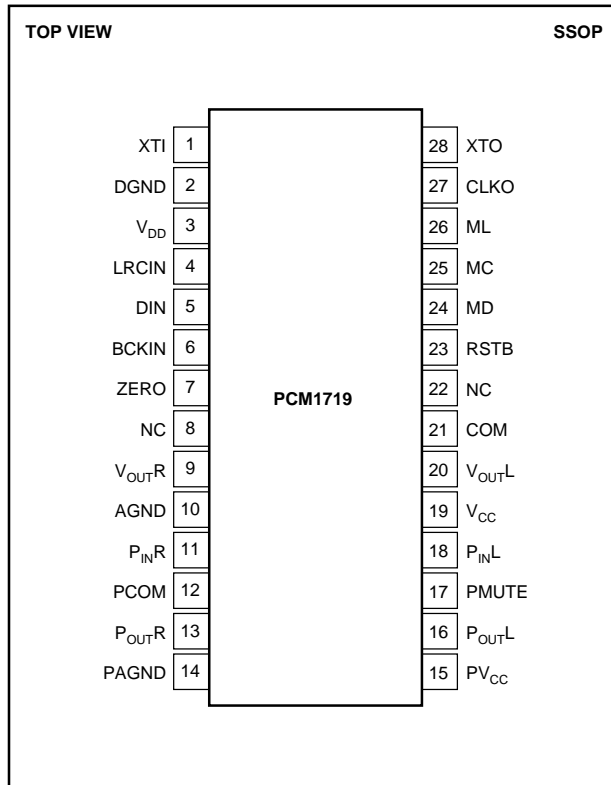 TOP VIEW SSOP
XTI 1 28 XTO
DGND 2 27 CLKO
VDD 3 26 ML
LRCIN 4 25 MC
DIN 5 24 MD
BCKIN 6 23 RSTB
ZERO 7 22 NC
PCM1719
NC 8 21 COM
VOUTR 9 20 VOUTL
AGND 10 19 VCC
PINR 11 18 PINL
PCOM 12 17 PMUTE
POUTR 13 16 POUTL
PAGND 14 15 PVCC